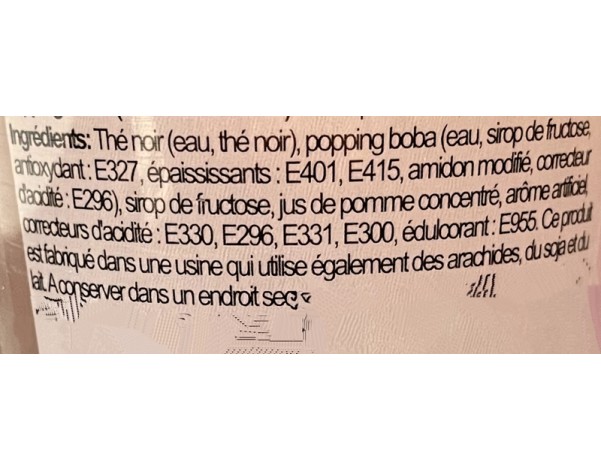 Ingrédients: Thé noir (eau, thé noir), popping boba (eau, sirop de fructose,
antioxydant : E327, épaississants : E401, E415, amidon modifié, correcteur
d'acidité : E296), sirop de fructose, jus de pomme concentré, arôme artificiel,
correcteurs d'acidité : E330, E296, E331, E300, édulcorant : E955. Ce produit
est fabriqué dans une usine qui utilise également des arachides, du soja et du
lait. A conserver dans un endroit sec